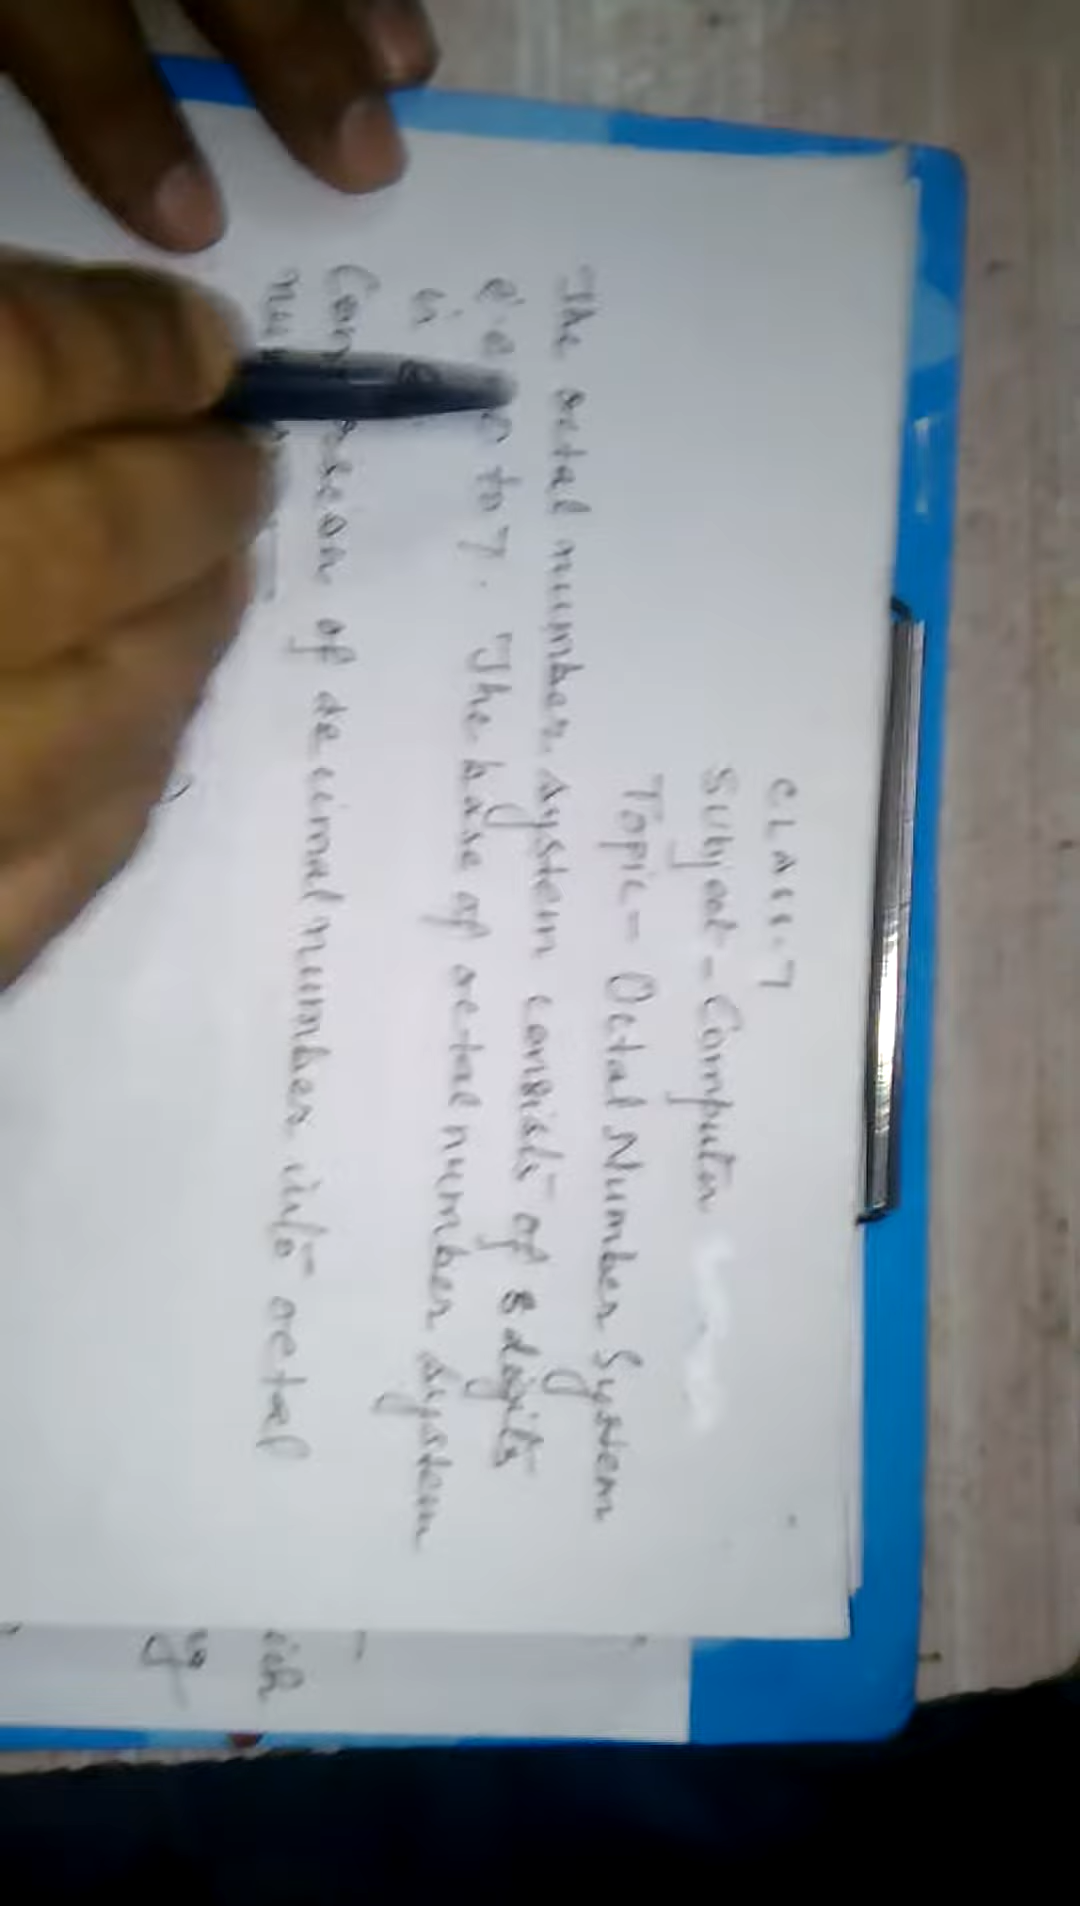 CLASS.7
Subject - Computer
Topic - Octal Number System
The octal number system consists of 8 digits
to 7. The base of octal number system
of decimal number into octal
ich